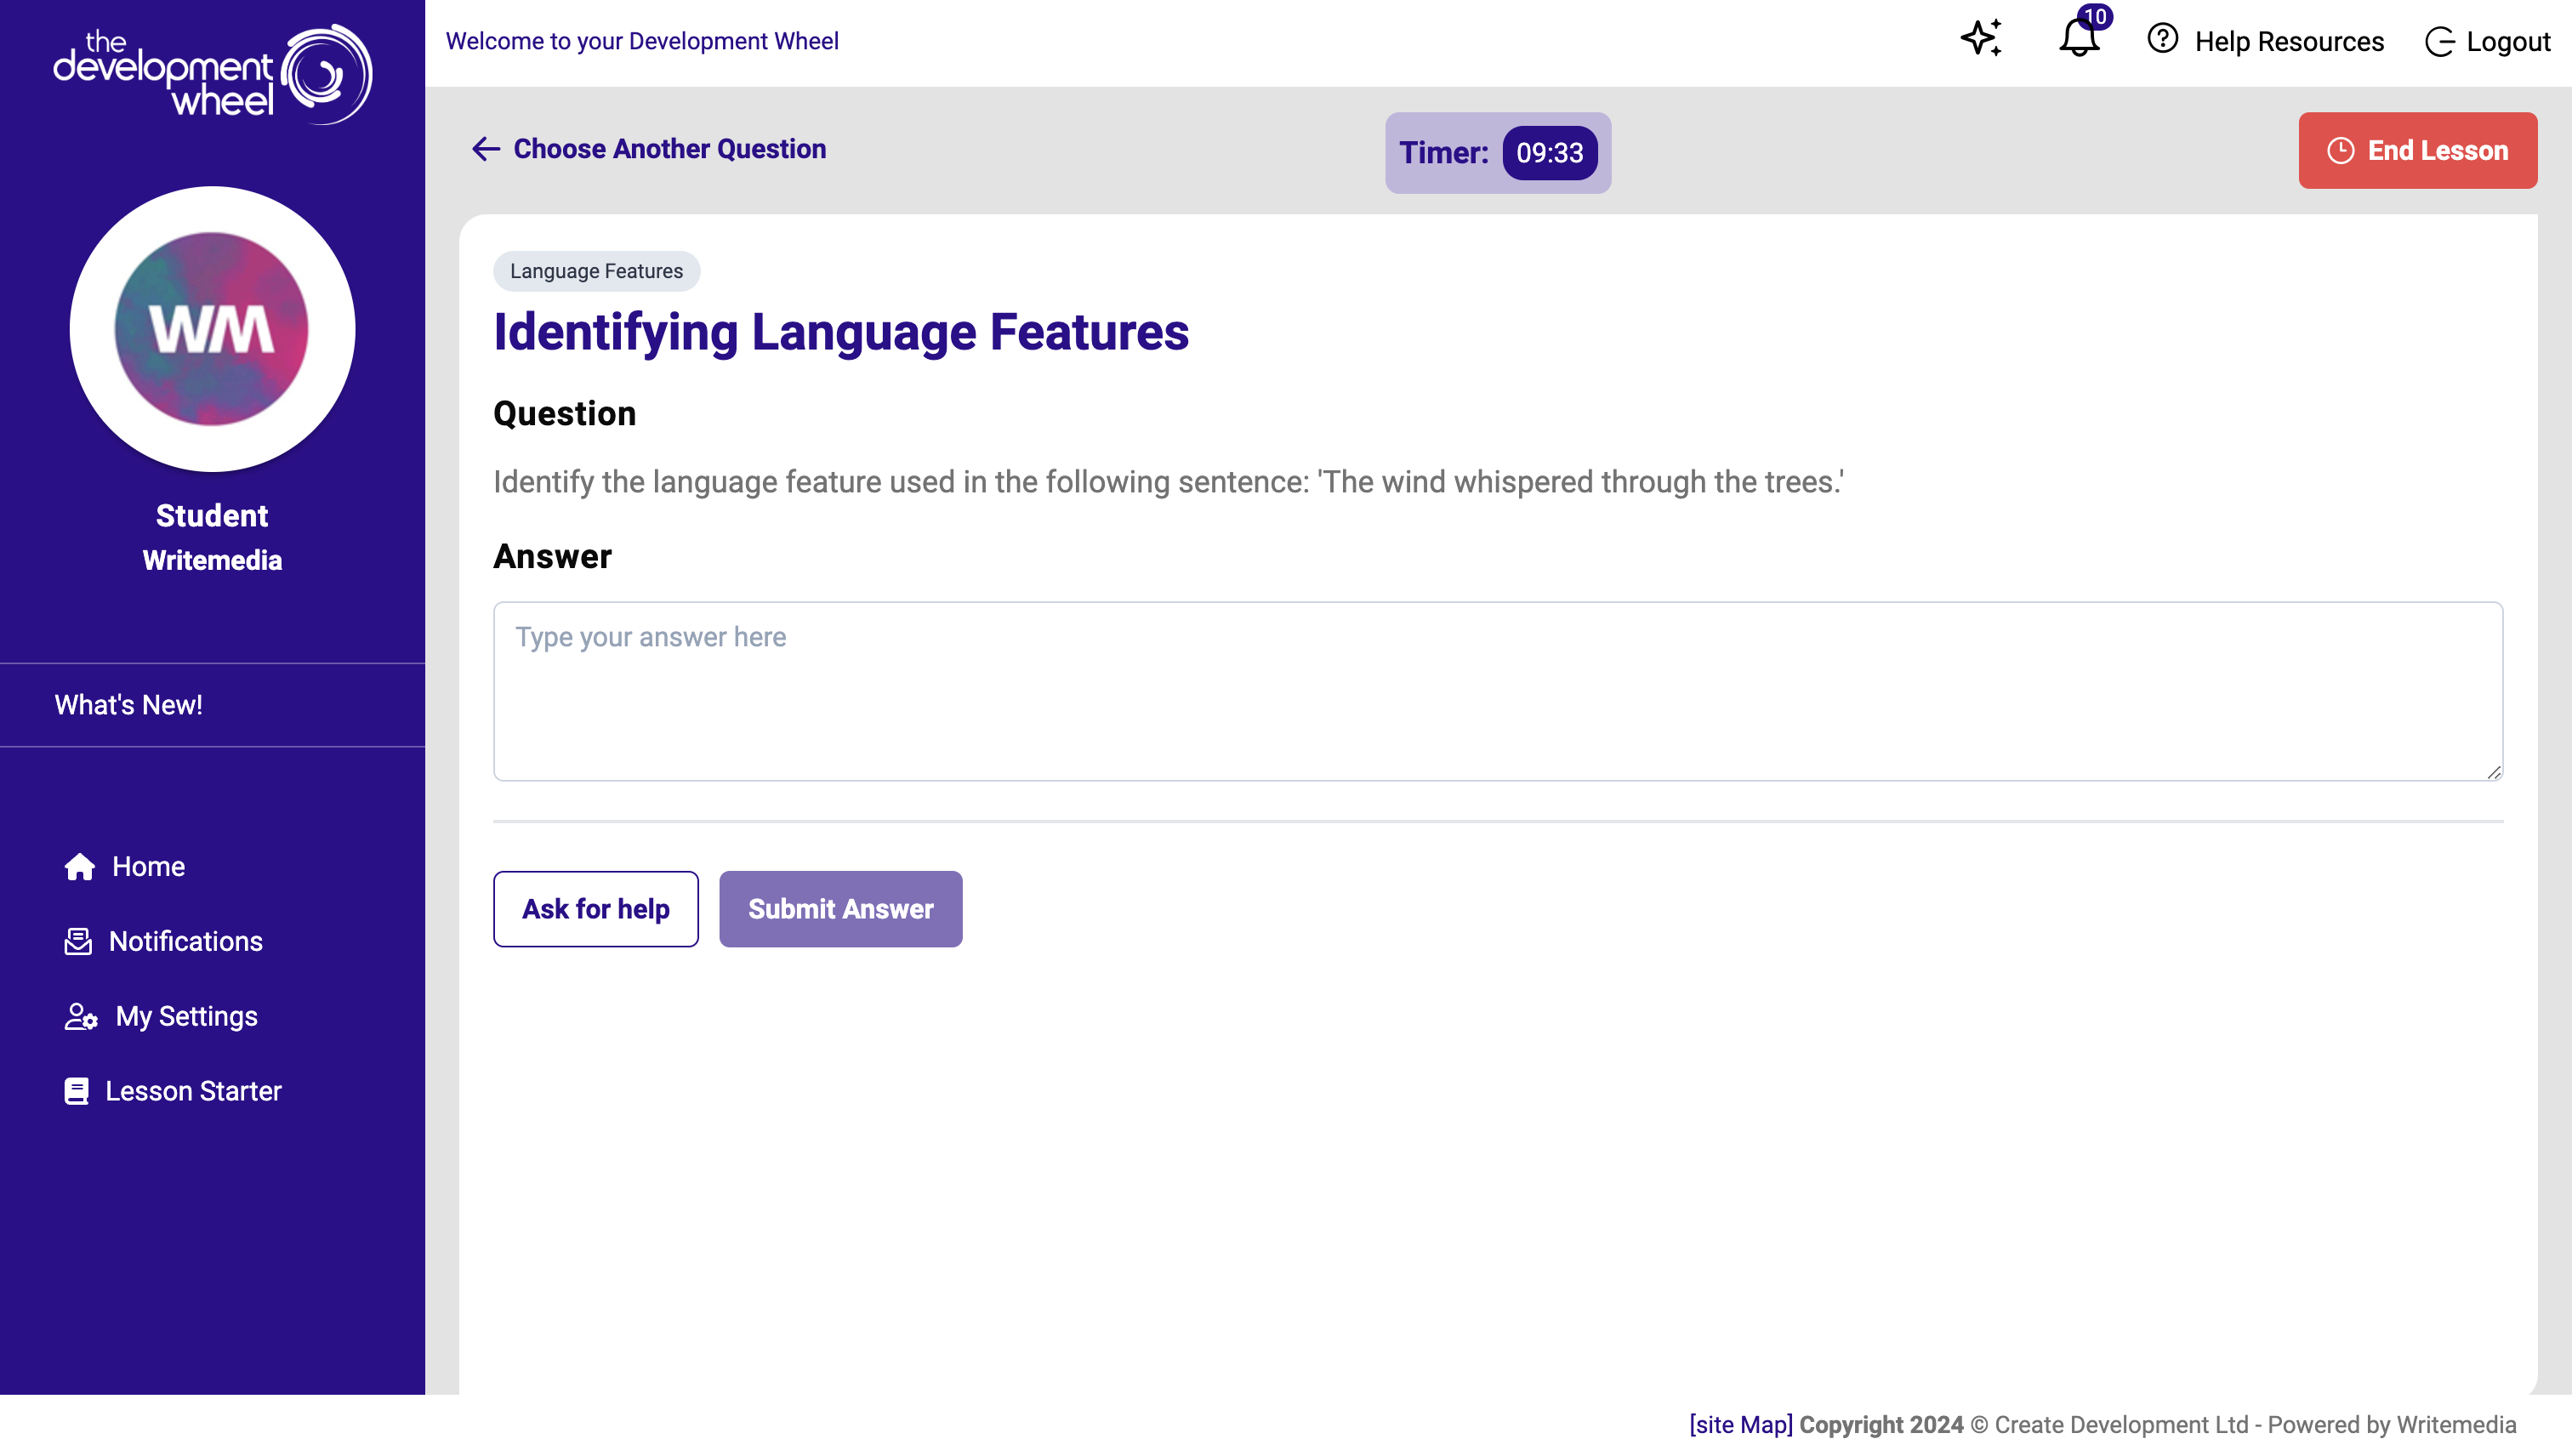 the
development
wheel
Welcome to your Development Wheel
10
Help Resources
Logout
Choose Another Question
Timer: 09:33
End Lesson
WM
Student
Writemedia
What's New!
Home
Notifications
My Settings
Lesson Starter
Language Features
Identifying Language Features
Question
Identify the language feature used in the following sentence: 'The wind whispered through the trees.'
Answer
Type your answer here
Ask for help
Submit Answer
[site Map] Copyright 2024 © Create Development Ltd - Powered by Writemedia